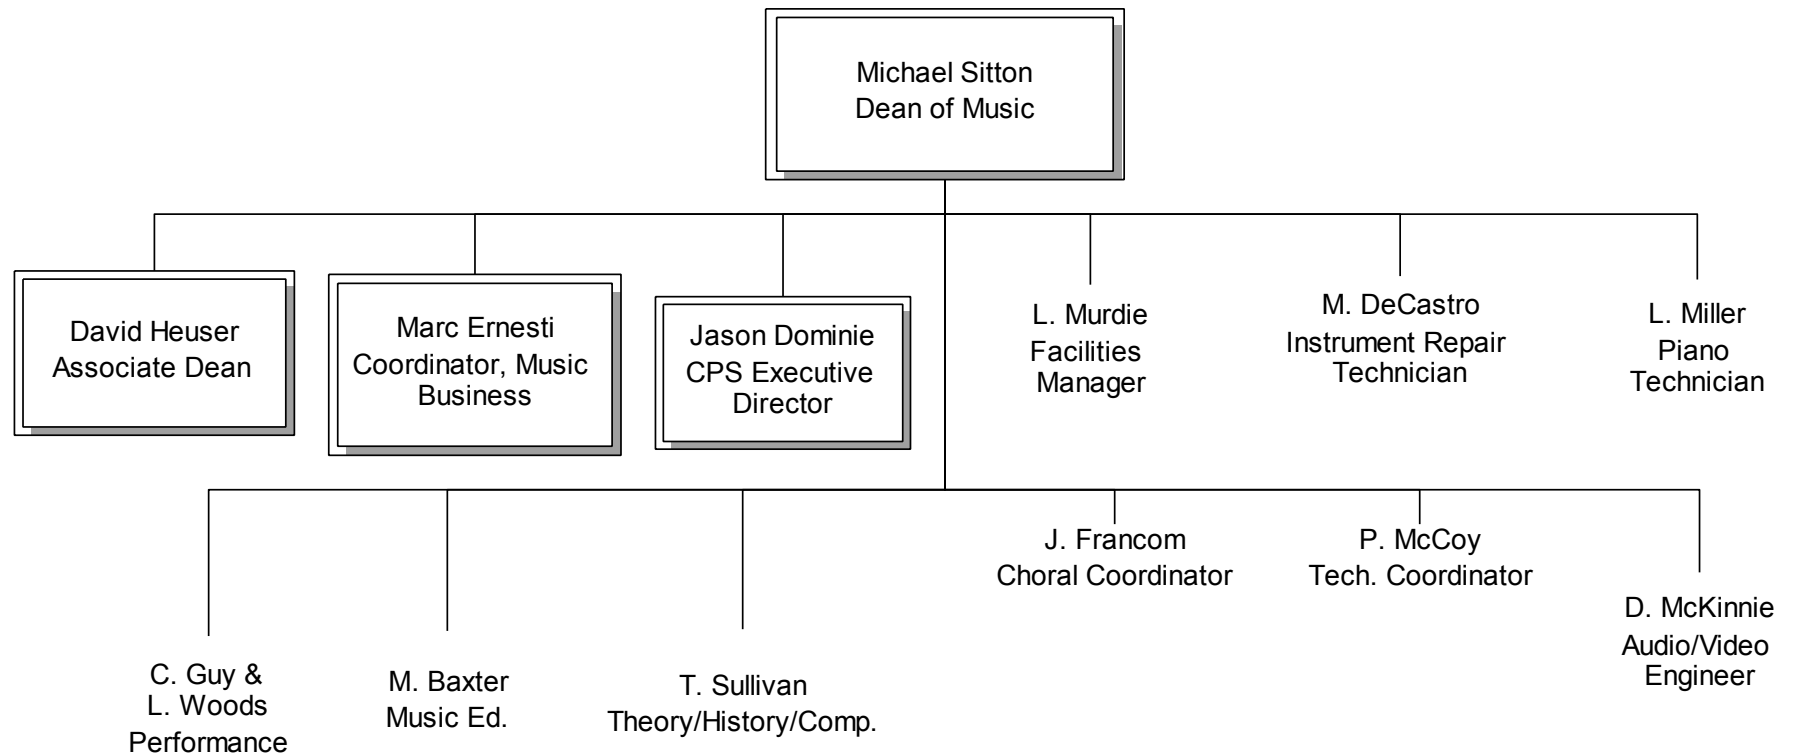 Michael Sitton
Dean of Music
David Heuser
Associate Dean
Marc Ernesti
Coordinator, Music
Business
Jason Dominie
CPS Executive
Director
L. Murdie
Facilities
Manager
M. DeCastro
Instrument Repair
Technician
L. Miller
Piano
Technician
C. Guy &
L. Woods
Performance
M. Baxter
Music Ed.
T. Sullivan
Theory/History/Comp.
J. Francom
Choral Coordinator
P. McCoy
Tech. Coordinator
D. McKinnie
Audio/Video
Engineer